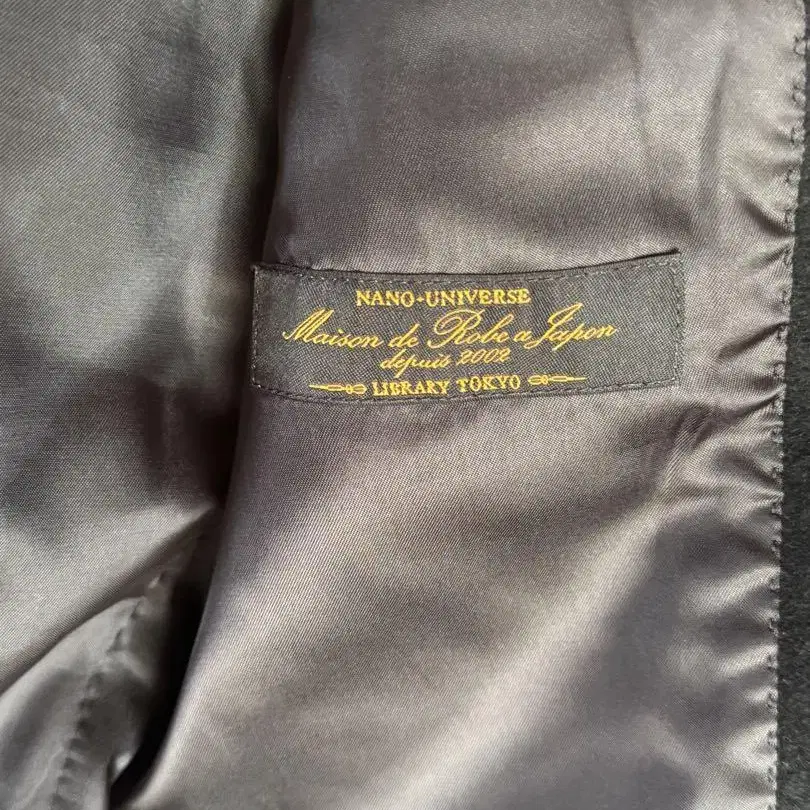 NANO-UNIVERSE
Maison de Robe a Japon
depuis 2002
LIBRARY TOKYO